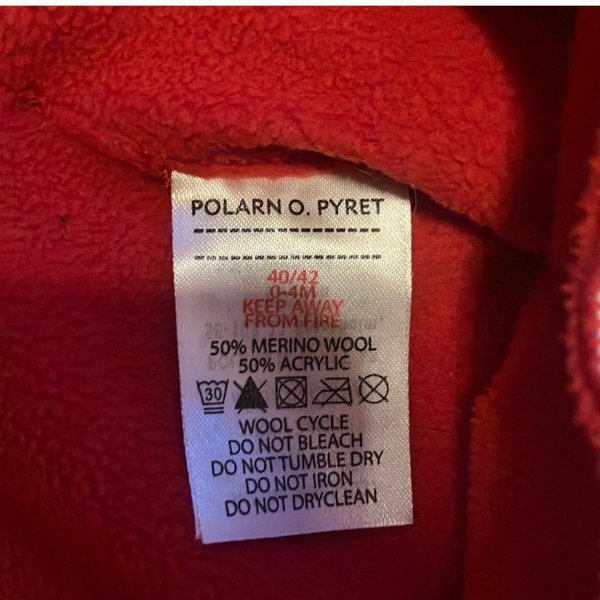 POLARN O. PYRET
40/42
0-4M
KEEP AWAY
FROM FIRE
50% MERINO WOOL
50% ACRYLIC
30
WOOL CYCLE
DO NOT BLEACH
DO NOT TUMBLE DRY
DO NOT IRON
DO NOT DRYCLEAN